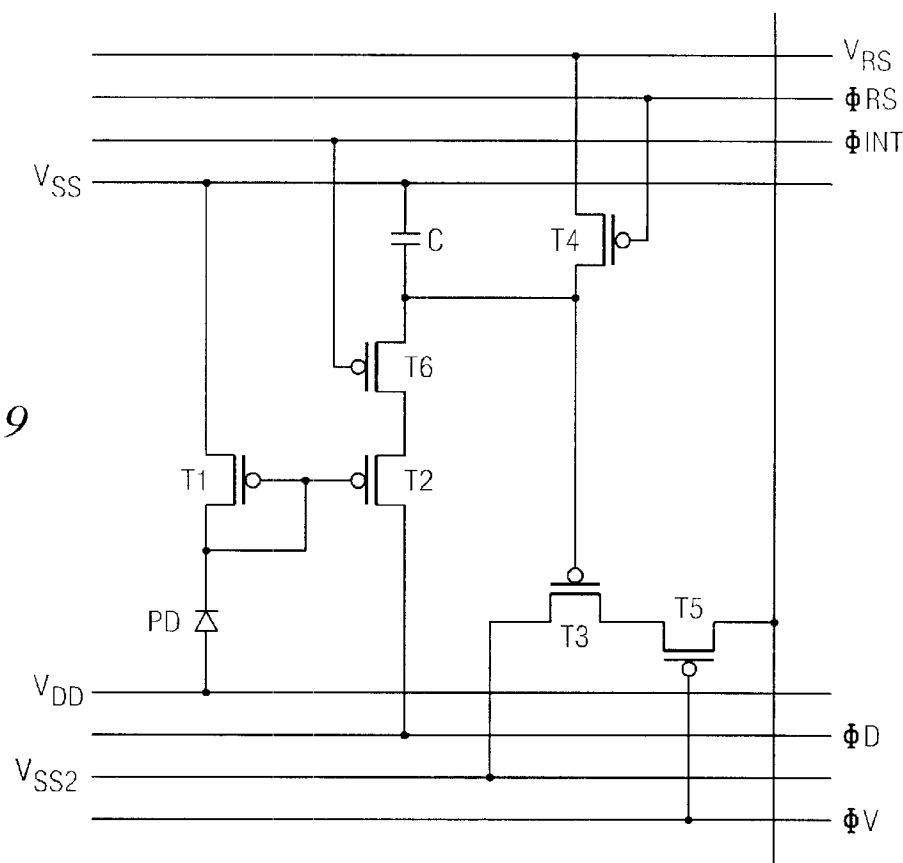 V_RS
ΦRS
ΦINT
V_SS
C
T4
T6
9
T1
T2
PD
T3
T5
V_DD
ΦD
V_SS2
ΦV